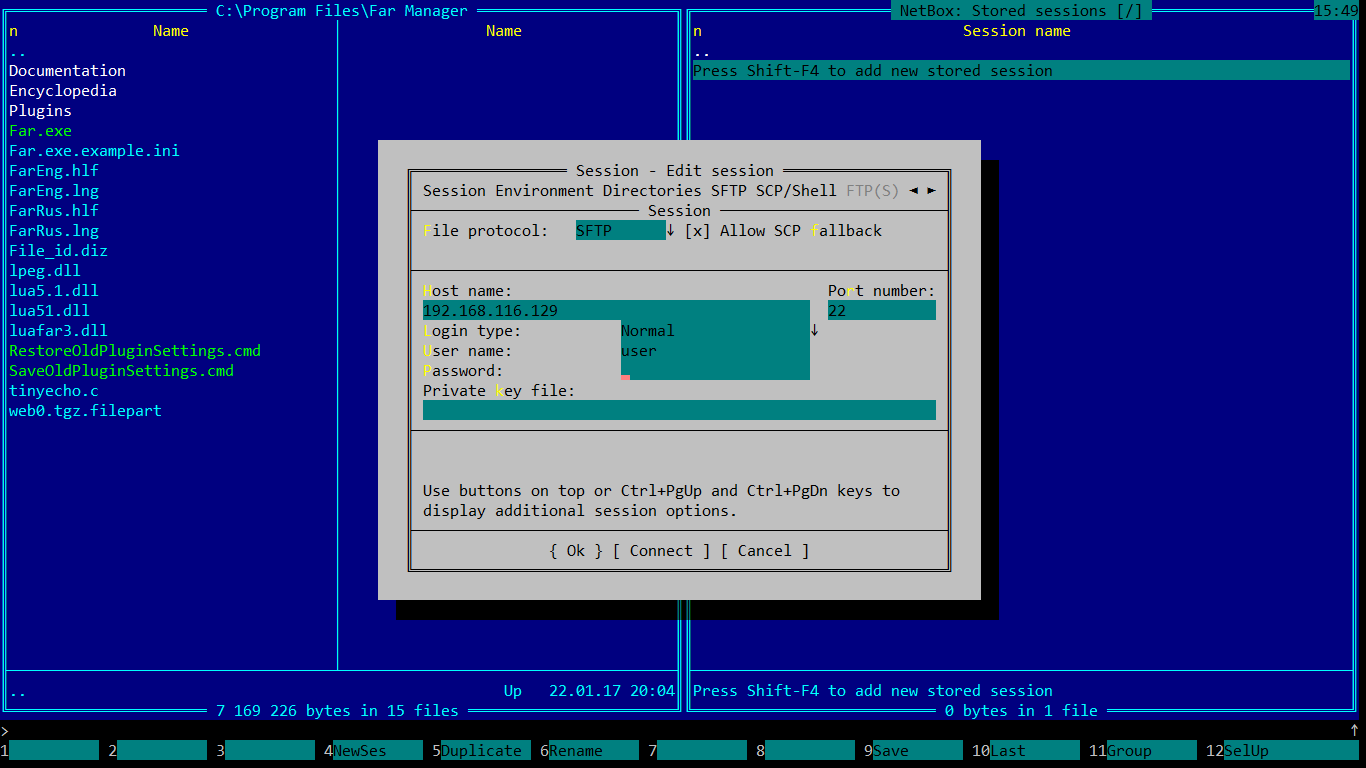 C:\Program Files\Far Manager
n Name Name
..
Documentation
Encyclopedia
Plugins
Far.exe
Far.exe.example.ini
FarEng.hlf
FarEng.lng
FarRus.hlf
FarRus.lng
File_id.diz
lpeg.dll
lua5.1.dll
lua51.dll
luafar3.dll
RestoreOldPluginSettings.cmd
SaveOldPluginSettings.cmd
tinyecho.c
web0.tgz.filepart
.. Up 22.01.17 20:04
7 169 226 bytes in 15 files
NetBox: Stored sessions [/] 15:49
n Session name
..
Press Shift-F4 to add new stored session
Press Shift-F4 to add new stored session
0 bytes in 1 file
Session - Edit session
Session Environment Directories SFTP SCP/Shell FTP(S) ◄ ►
Session
File protocol: SFTP ↓ [x] Allow SCP fallback
Host name: Port number:
192.168.116.129 22
Login type: Normal ↓
User name: user
Password:
Private key file:
Use buttons on top or Ctrl+PgUp and Ctrl+PgDn keys to
display additional session options.
{ Ok } [ Connect ] [ Cancel ]
> ↑
1 2 3 4NewSes 5Duplicate 6Rename 7 8 9Save 10Last 11Group 12SelUp